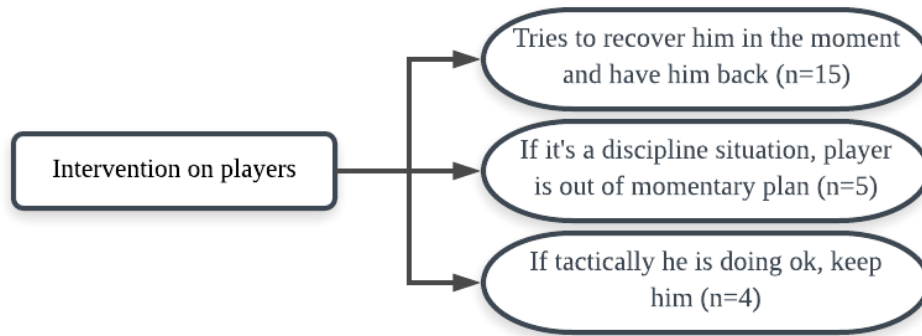 Intervention on players
Tries to recover him in the moment
and have him back (n=15)
If it's a discipline situation, player
is out of momentary plan (n=5)
If tactically he is doing ok, keep
him (n=4)